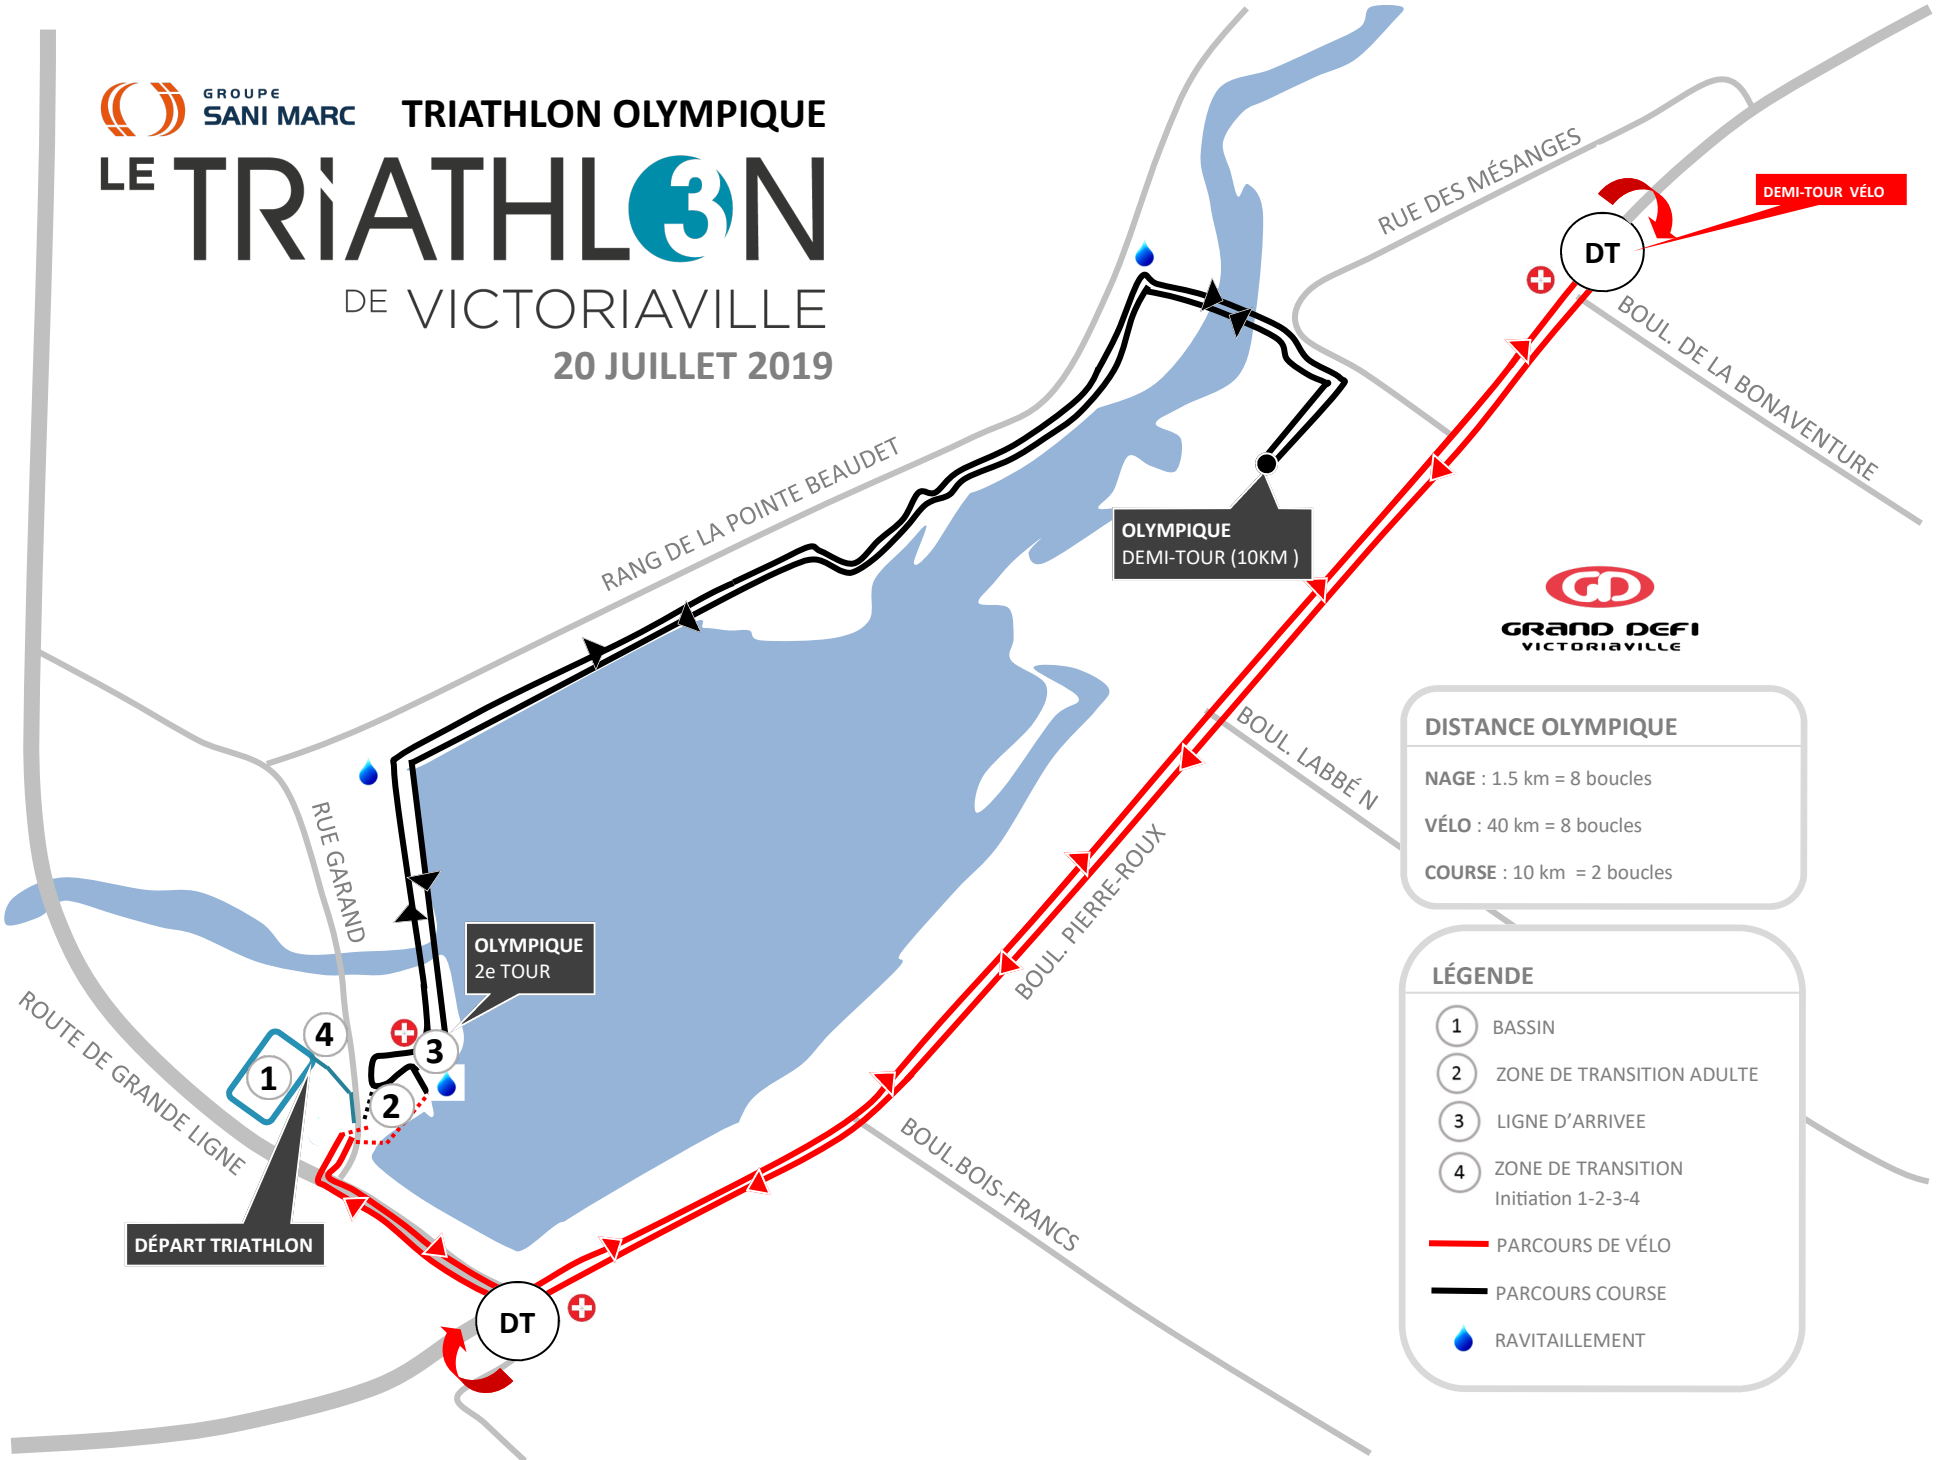 GROUPE
SANI MARC
TRIATHLON OLYMPIQUE
LE TRiATHL3N
DE VICTORIAVILLE
20 JUILLET 2019
RUE DES MÉSANGES
DEMI-TOUR VÉLO
DT
BOUL. DE LA BONAVENTURE
RANG DE LA POINTE BEAUDET
OLYMPIQUE
DEMI-TOUR (10KM )
GD
GRAND DEFI
VICTORIAVILLE
BOUL. LABBÉ N
BOUL. PIERRE-ROUX
RUE GARAND
OLYMPIQUE
2e TOUR
ROUTE DE GRANDE LIGNE
4
3
1
2
BOUL.BOIS-FRANCS
DÉPART TRIATHLON
DT
DISTANCE OLYMPIQUE
NAGE : 1.5 km = 8 boucles
VÉLO : 40 km = 8 boucles
COURSE : 10 km = 2 boucles
LÉGENDE
1 BASSIN
2 ZONE DE TRANSITION ADULTE
3 LIGNE D'ARRIVEE
4 ZONE DE TRANSITION
Initiation 1-2-3-4
PARCOURS DE VÉLO
PARCOURS COURSE
RAVITAILLEMENT